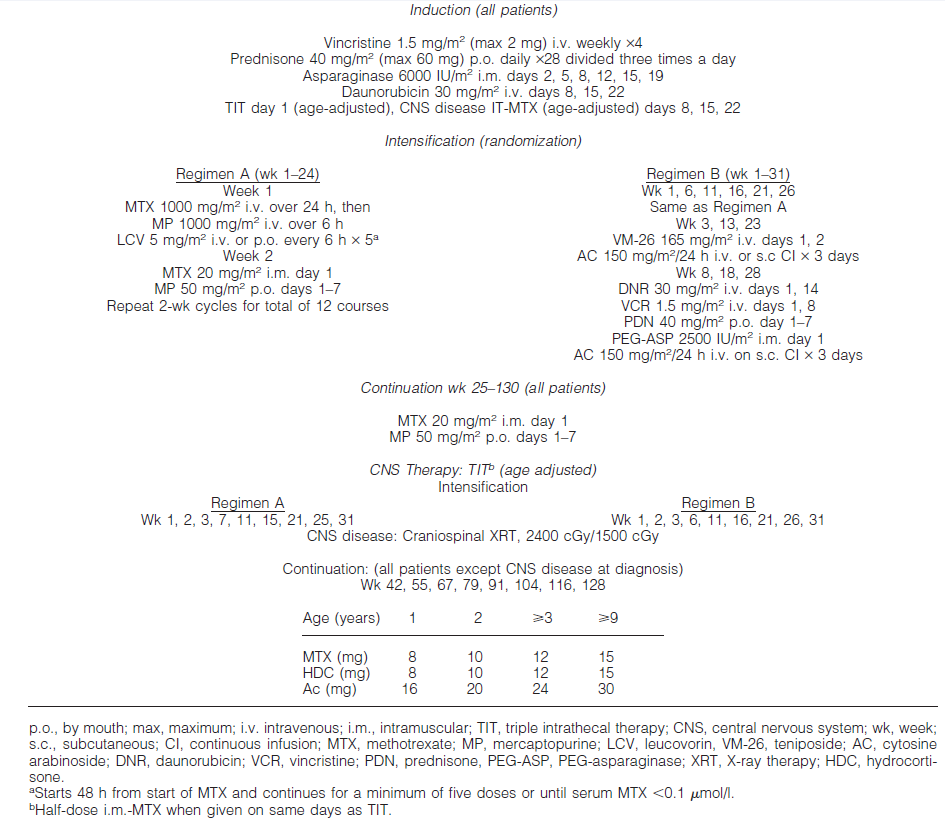 Induction (all patients)
Vincristine 1.5 mg/m² (max 2 mg) i.v. weekly ×4
Prednisone 40 mg/m² (max 60 mg) p.o. daily ×28 divided three times a day
Asparaginase 6000 IU/m² i.m. days 2, 5, 8, 12, 15, 19
Daunorubicin 30 mg/m² i.v. days 8, 15, 22
TIT day 1 (age-adjusted), CNS disease IT-MTX (age-adjusted) days 8, 15, 22
Intensification (randomization)
Regimen A (wk 1–24)
Week 1
MTX 1000 mg/m² i.v. over 24 h, then
MP 1000 mg/m² i.v. over 6 h
LCV 5 mg/m² i.v. or p.o. every 6 h × 5ᵃ
Week 2
MTX 20 mg/m² i.m. day 1
MP 50 mg/m² p.o. days 1–7
Repeat 2-wk cycles for total of 12 courses
Regimen B (wk 1–31)
Wk 1, 6, 11, 16, 21, 26
Same as Regimen A
Wk 3, 13, 23
VM-26 165 mg/m² i.v. days 1, 2
AC 150 mg/m²/24 h i.v. or s.c CI × 3 days
Wk 8, 18, 28
DNR 30 mg/m² i.v. days 1, 14
VCR 1.5 mg/m² i.v. days 1, 8
PDN 40 mg/m² p.o. day 1–7
PEG-ASP 2500 IU/m² i.m. day 1
AC 150 mg/m²/24 h i.v. on s.c. CI × 3 days
Continuation wk 25–130 (all patients)
MTX 20 mg/m² i.m. day 1
MP 50 mg/m² p.o. days 1–7
CNS Therapy: TITᵇ (age adjusted)
Intensification
Regimen A
Wk 1, 2, 3, 7, 11, 15, 21, 25, 31
Regimen B
Wk 1, 2, 3, 6, 11, 16, 21, 26, 31
CNS disease: Craniospinal XRT, 2400 cGy/1500 cGy
Continuation: (all patients except CNS disease at diagnosis)
Wk 42, 55, 67, 79, 91, 104, 116, 128
Age (years) 1 2 ⩾3 ⩾9
MTX (mg) 8 10 12 15
HDC (mg) 8 10 12 15
Ac (mg) 16 20 24 30
p.o., by mouth; max, maximum; i.v. intravenous; i.m., intramuscular; TIT, triple intrathecal therapy; CNS, central nervous system; wk, week;
s.c., subcutaneous; CI, continuous infusion; MTX, methotrexate; MP, mercaptopurine; LCV, leucovorin, VM-26, teniposide; AC, cytosine
arabinoside; DNR, daunorubicin; VCR, vincristine; PDN, prednisone, PEG-ASP, PEG-asparaginase; XRT, X-ray therapy; HDC, hydrocorti-
sone.
ᵃStarts 48 h from start of MTX and continues for a minimum of five doses or until serum MTX <0.1 μmol/l.
ᵇHalf-dose i.m.-MTX when given on same days as TIT.